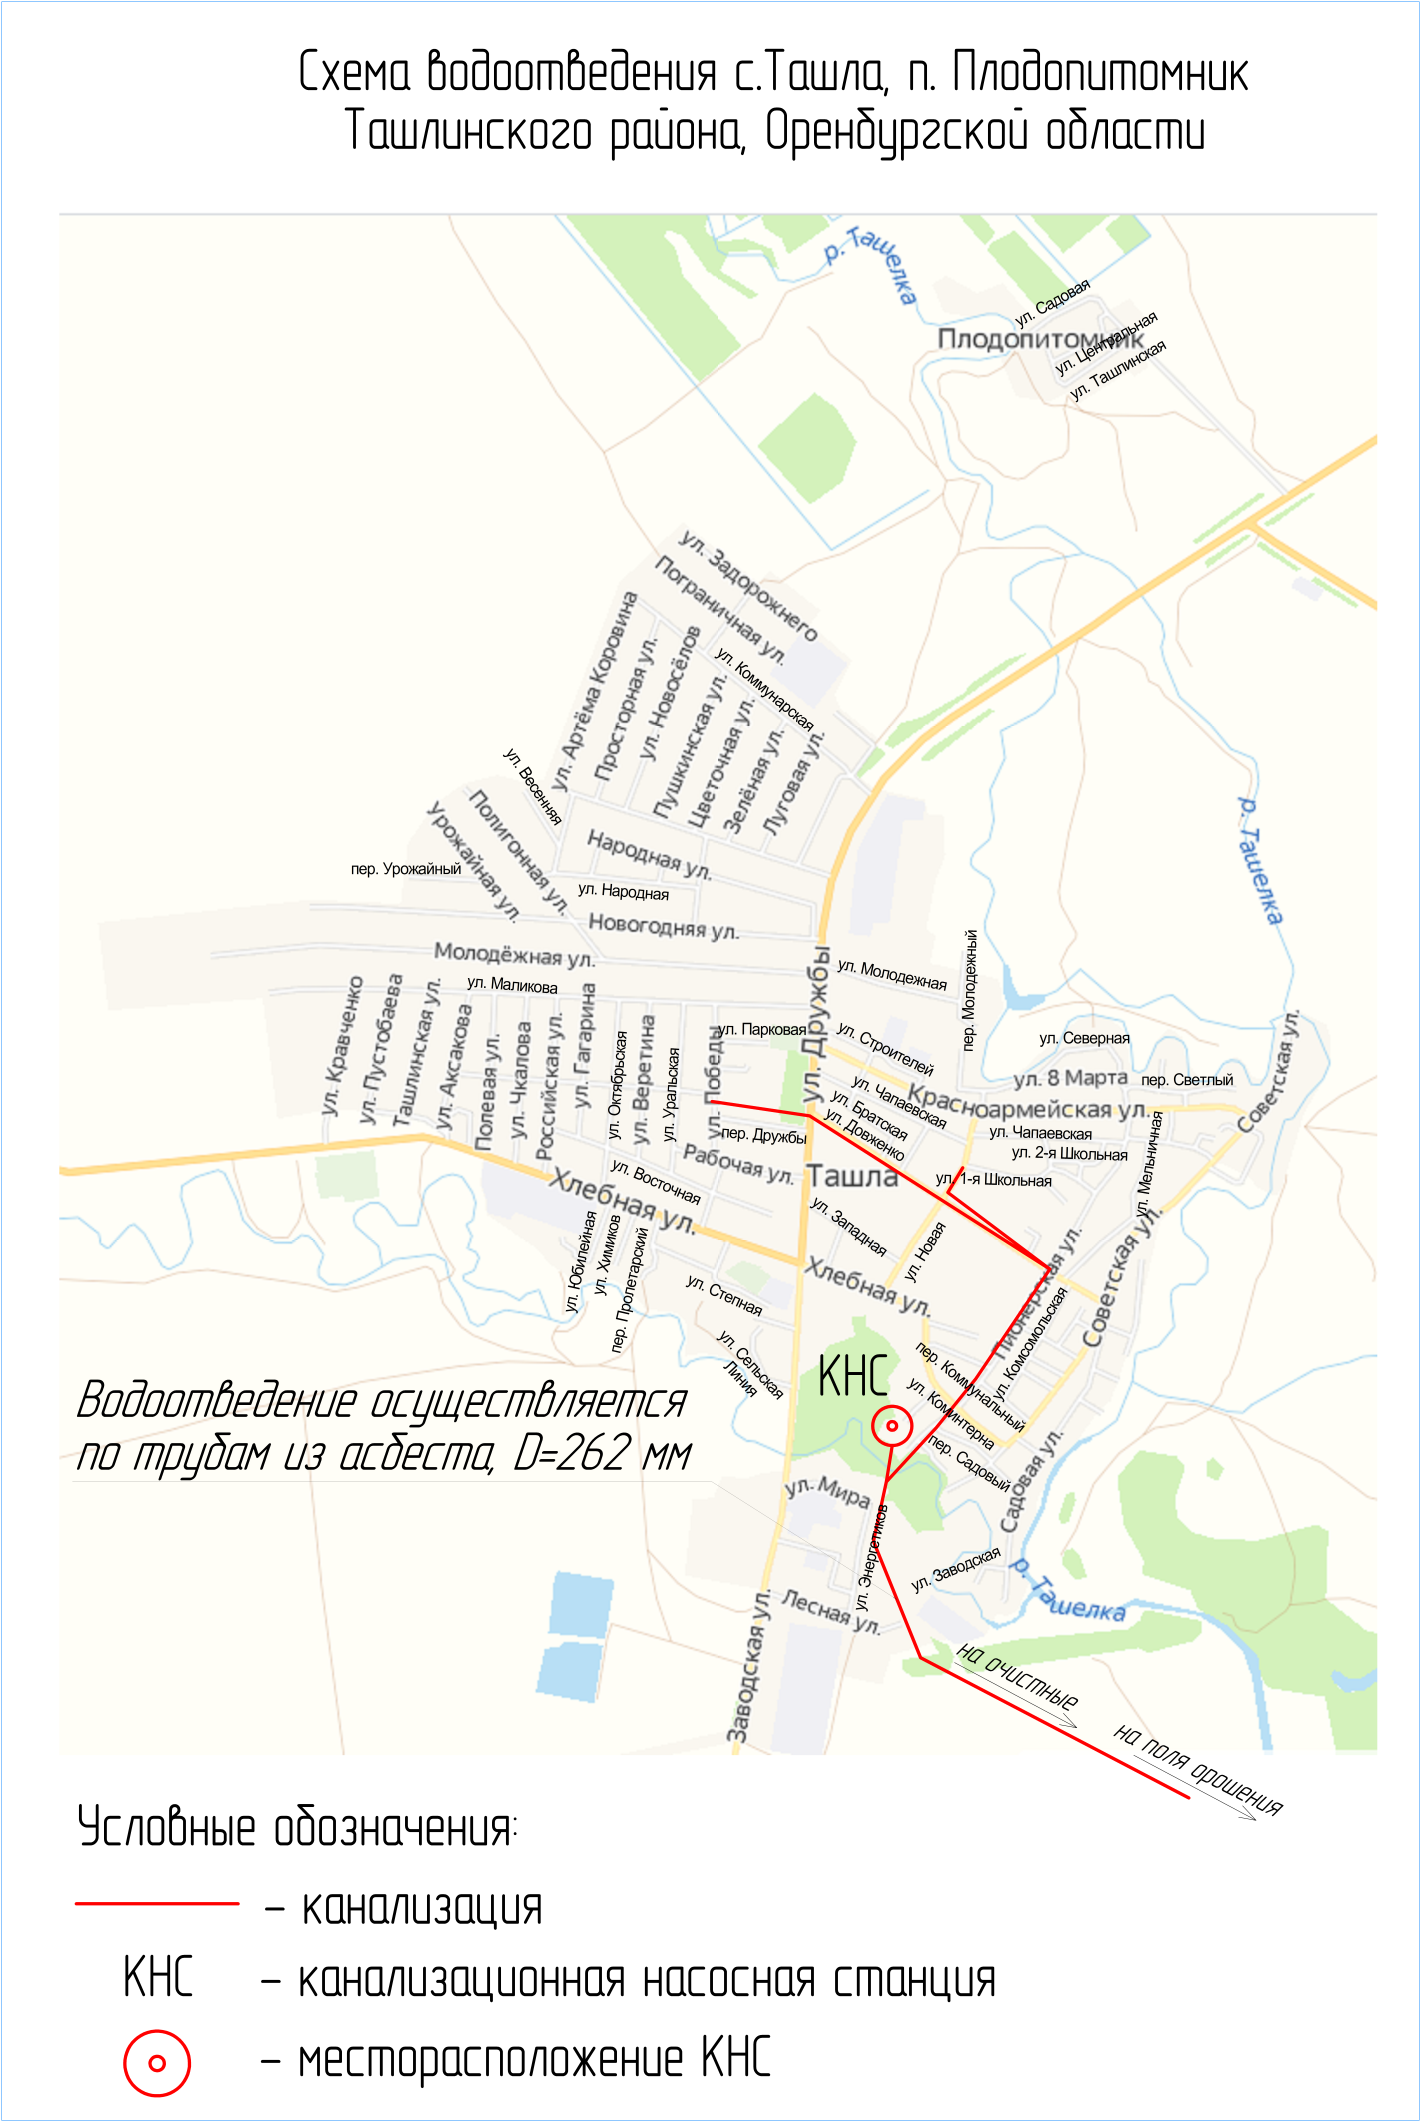 Схема водоотведения с.Ташла, п. Плодопитомник
Ташлинского района, Оренбургской области
р. Ташелка
ул. Садовая
Плодопитомник
ул. Центральная
ул. Ташлинская
ул. Задорожнего
Пограничная ул.
ул. Артёма Коровина
Просторная ул.
ул. Новосёлов
ул. Коммунарская
Пушкинская ул.
Цветочная ул.
Зелёная ул.
Луговая ул.
ул. Весенняя
Полигонная ул.
Урожайная ул.
пер. Урожайный
Народная ул.
ул. Народная
Новогодняя ул.
Молодёжная ул.
ул. Маликова
р. Ташелка
ул. Дружбы
ул. Молодежная
пер. Молодежный
ул. Кравченко
ул. Пустобаева
Ташлинская ул.
ул. Аксакова
Полевая ул.
ул. Чкалова
Российская ул.
ул. Гагарина
ул. Октябрьская
ул. Веретина
ул. Уральская
ул. Победы
ул. Парковая
ул. Строителей
ул. Северная
ул. 8 Марта
пер. Светлый
Советская ул.
Красноармейская ул.
ул. Чапаевская
ул. Братская
ул. Довженко
ул. Чапаевская
ул. 2-я Школьная
ул. 1-я Школьная
ул. Мельничная
пер. Дружбы
Рабочая ул.
Ташла
ул. Восточная
Хлебная ул.
ул. Западная
ул. Новая
ул. Юбилейная
ул. Химиков
пер. Пролетарский
Хлебная ул.
ул. Степная
Пионерская ул.
ул. Комсомольская
Советская ул.
ул. Сельская
Линия
КНС
пер. Коммунальный
ул. Коминтерна
пер. Садовый
Садовая ул.
Водоотведение осуществляется
по трубам из асбеста, D=262 мм
ул. Мира
ул. Энергетиков
ул. Заводская
р. Ташелка
Лесная ул.
Заводская ул.
на очистные
на поля орошения
Условные обозначения:
– канализация
КНС – канализационная насосная станция
– месторасположение КНС